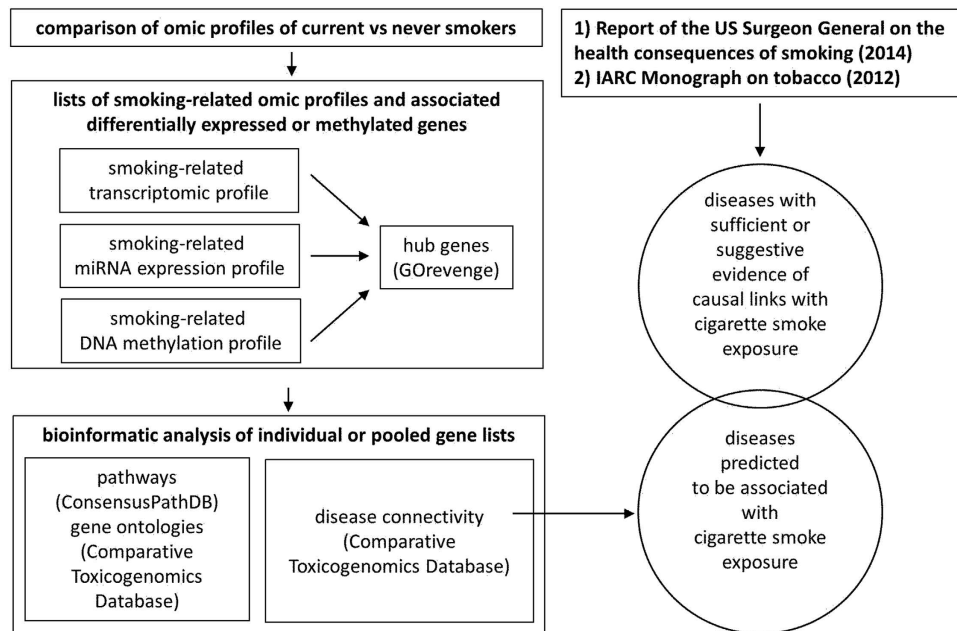 comparison of omic profiles of current vs never smokers
lists of smoking-related omic profiles and associated
differentially expressed or methylated genes
smoking-related
transcriptomic profile
smoking-related
miRNA expression profile
smoking-related
DNA methylation profile
hub genes
(GOrevenge)
bioinformatic analysis of individual or pooled gene lists
pathways
(ConsensusPathDB)
gene ontologies
(Comparative
Toxicogenomics
Database)
disease connectivity
(Comparative
Toxicogenomics Database)
1) Report of the US Surgeon General on the
health consequences of smoking (2014)
2) IARC Monograph on tobacco (2012)
diseases with
sufficient or
suggestive
evidence of
causal links with
cigarette smoke
exposure
diseases
predicted
to be associated
with
cigarette smoke
exposure